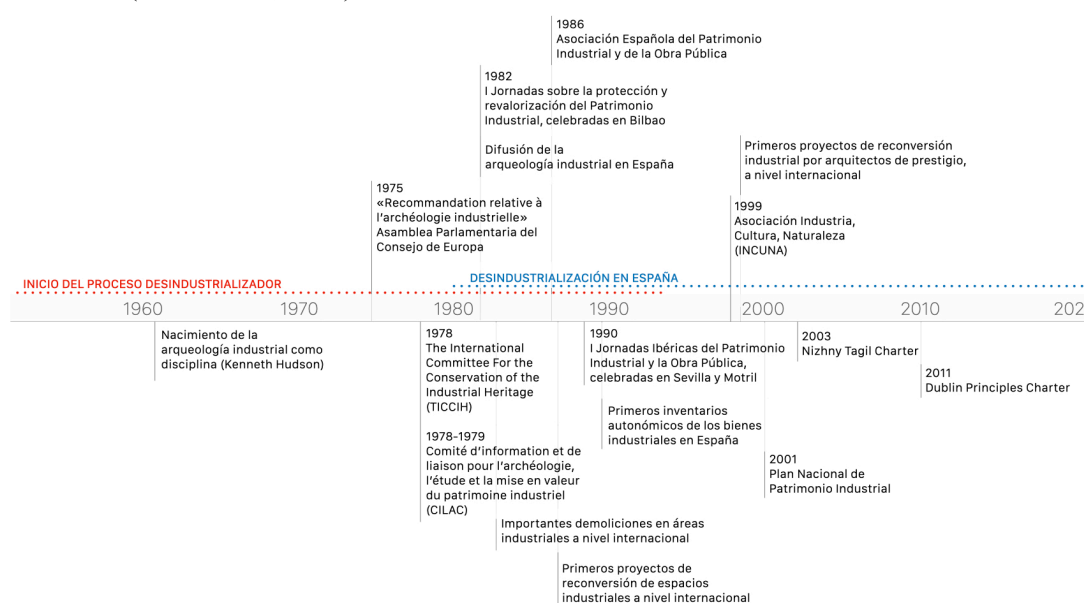 1986
Asociación Española del Patrimonio
Industrial y de la Obra Pública
1982
I Jornadas sobre la protección y
revalorización del Patrimonio
Industrial, celebradas en Bilbao
Difusión de la
arqueología industrial en España
Primeros proyectos de reconversión
industrial por arquitectos de prestigio,
a nivel internacional
1975
«Recommandation relative à
l'archéologie industrielle»
Asamblea Parlamentaria del
Consejo de Europa
1999
Asociación Industria,
Cultura, Naturaleza
(INCUNA)
INICIO DEL PROCESO DESINDUSTRIALIZADOR
DESINDUSTRIALIZACIÓN EN ESPAÑA
1960 1970 1980 1990 2000 2010 202
Nacimiento de la
arqueología industrial como
disciplina (Kenneth Hudson)
1978
The International
Committee For the
Conservation of the
Industrial Heritage
(TICCIH)
1978-1979
Comité d'information et de
liaison pour l'archéologie,
l'étude et la mise en valeur
du patrimoine industriel
(CILAC)
1990
I Jornadas Ibéricas del Patrimonio
Industrial y la Obra Pública,
celebradas en Sevilla y Motril
Primeros inventarios
autonómicos de los bienes
industriales en España
2003
Nizhny Tagil Charter
2011
Dublin Principles Charter
2001
Plan Nacional de
Patrimonio Industrial
Importantes demoliciones en áreas
industriales a nivel internacional
Primeros proyectos de
reconversión de espacios
industriales a nivel internacional